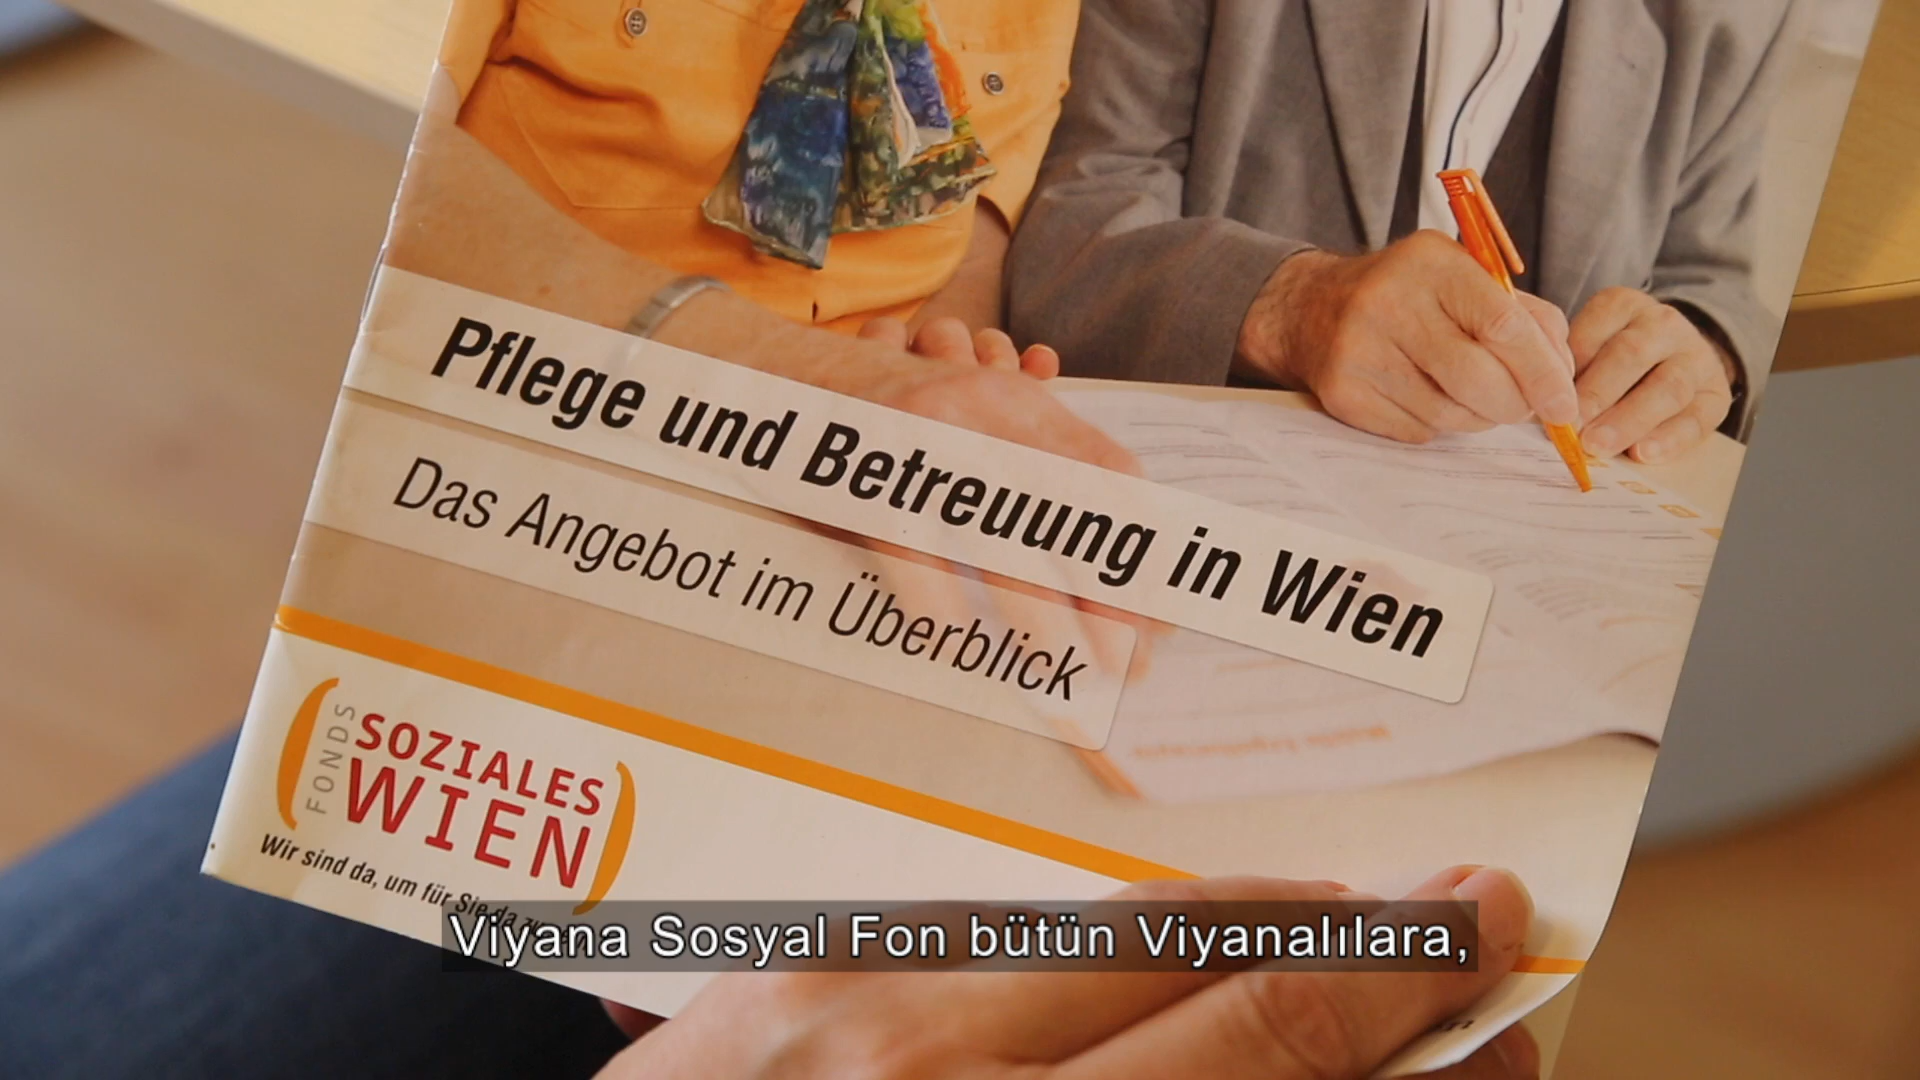 Pflege und Betreuung in Wien
Das Angebot im Überblick
FONDS
SOZIALES
WIEN
Wir sind da, um für Sie da
Viyana Sosyal Fon bütün Viyanalılara,